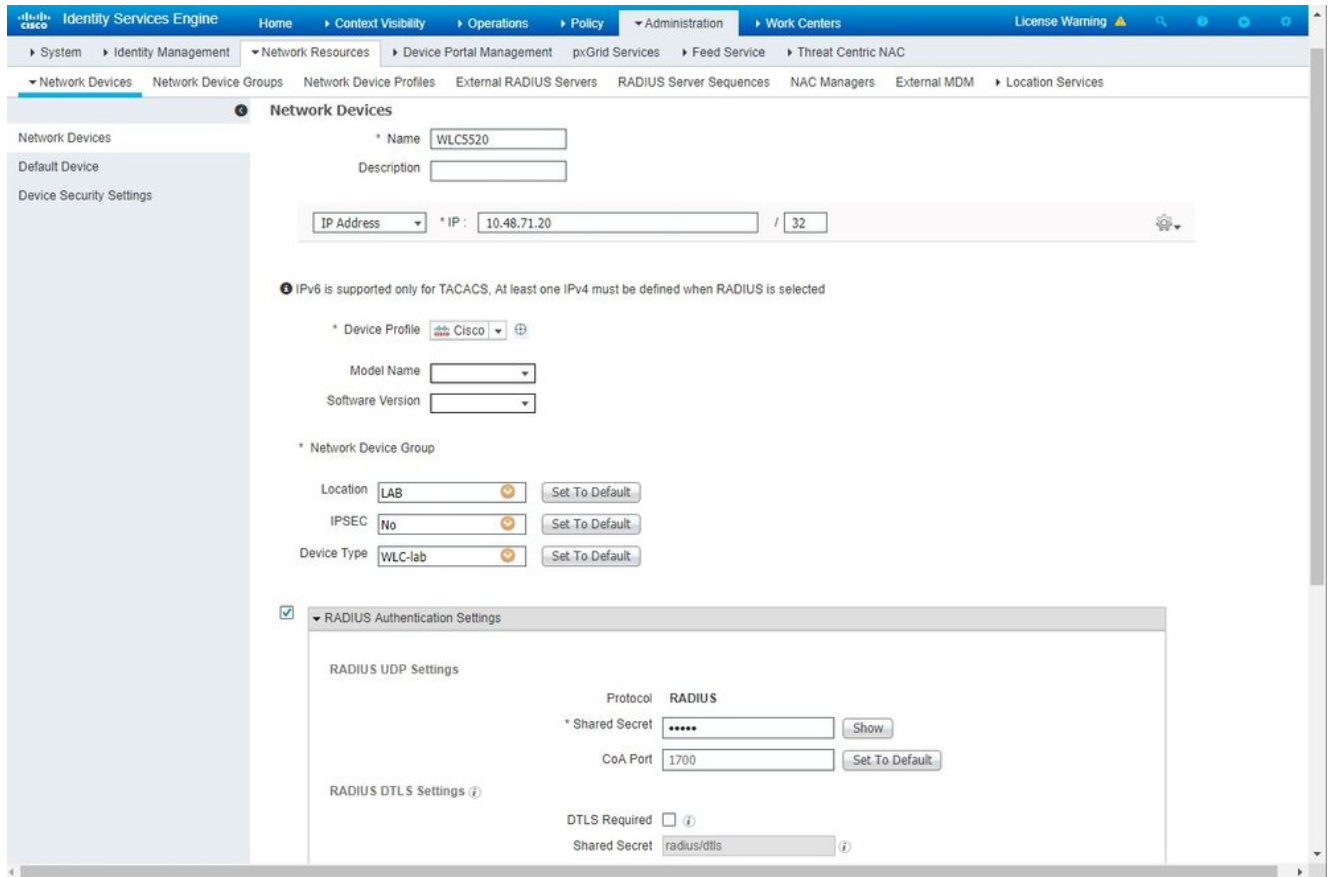 cisco Identity Services Engine Home Context Visibility Operations Policy Administration Work Centers License Warning
System Identity Management Network Resources Device Portal Management pxGrid Services Feed Service Threat Centric NAC
Network Devices Network Device Groups Network Device Profiles External RADIUS Servers RADIUS Server Sequences NAC Managers External MDM Location Services
Network Devices
Default Device
Device Security Settings
Network Devices
* Name WLC5520
Description
IP Address * IP : 10.48.71.20 / 32
IPv6 is supported only for TACACS, At least one IPv4 must be defined when RADIUS is selected
* Device Profile Cisco
Model Name
Software Version
* Network Device Group
Location LAB Set To Default
IPSEC No Set To Default
Device Type WLC-lab Set To Default
RADIUS Authentication Settings
RADIUS UDP Settings
Protocol RADIUS
* Shared Secret ••••• Show
CoA Port 1700 Set To Default
RADIUS DTLS Settings
DTLS Required
Shared Secret radius/dtls